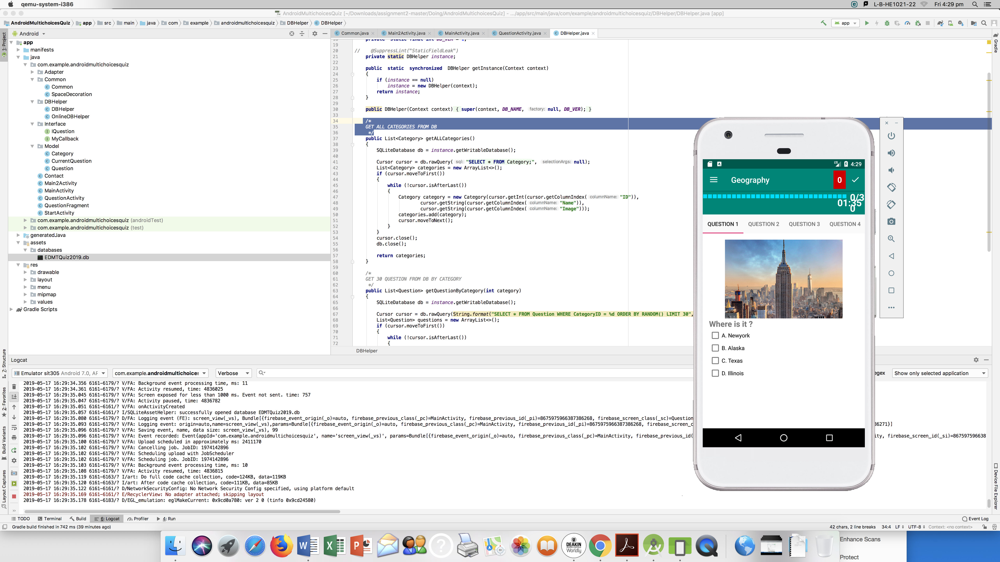 qemu-system-i386
L-B-HE1021-22 Fri 4:29 pm
AndroidMultichoicesQuiz [~/Downloads/assignment2-master/Doing/AndroidMultichoicesQuiz] - .../app/src/main/java/com/example/androidmultichoicesquiz/DBHelper/DBHelper.java [app]
AndroidMultichoicesQuiz app src main java com example androidmultichoicesquiz DBHelper DBHelper
app
Android
Common.java Main2Activity.java MainActivity.java QuestionActivity.java DBHelper.java
1: Project
Gradle
app
manifests
java
com.example.androidmultichoicesquiz
Adapter
Common
Common
SpaceDecoration
DBHelper
DBHelper
OnlineDBHelper
Interface
IQuestion
MyCallback
Model
Category
CurrentQuestion
Question
Contact
Main2Activity
MainActivity
QuestionActivity
QuestionFragment
StartActivity
com.example.androidmultichoicesquiz (androidTest)
com.example.androidmultichoicesquiz (test)
generatedJava
assets
databases
EDMTQuiz2019.db
res
drawable
layout
menu
mipmap
values
Gradle Scripts
18 private static final int DB_VER = 1;
19
20 // @SuppressLint("StaticFieldLeak")
21 private static DBHelper instance;
22
23 public static synchronized DBHelper getInstance(Context context)
24 {
25 if (instance == null)
26 instance = new DBHelper(context);
27 return instance;
28 }
29
30 public DBHelper(Context context) { super(context, DB_NAME, factory: null, DB_VER); }
33
34 /*
35 GET ALL CATEGORIES FROM DB
36 */
37 public List<Category> getALLCategories()
38 {
39 SQLiteDatabase db = instance.getWritableDatabase();
40
41 Cursor cursor = db.rawQuery( sql: "SELECT * FROM Category;", selectionArgs: null);
42 List<Category> categories = new ArrayList<>();
43 if (cursor.moveToFirst())
44 {
45 while (!cursor.isAfterLast())
46 {
47 Category category = new Category(cursor.getInt(cursor.getColumnIndex( columnName: "ID")),
48 cursor.getString(cursor.getColumnIndex( columnName: "Name")),
49 cursor.getString(cursor.getColumnIndex( columnName: "Image")));
50 categories.add(category);
51 cursor.moveToNext();
52 }
53 }
54 cursor.close();
55 db.close();
56
57 return categories;
58 }
59
60 /*
61 GET 30 QUESTION FROM DB BY CATEGORY
62 */
63 public List<Question> getQuestionByCategory(int category)
64 {
65 SQLiteDatabase db = instance.getWritableDatabase();
66
67 Cursor cursor = db.rawQuery(String.format("SELECT * FROM Question WHERE CategoryID = %d ORDER BY RANDOM() LIMIT 30",
68 List<Question> questions = new ArrayList<>();
69 if (cursor.moveToFirst())
70 {
71 while (!cursor.isAfterLast())
72 {
DBHelper
4:29
Geography 0
0/3
01:35
0
QUESTION 1 QUESTION 2 QUESTION 3 QUESTION 4
Where is it ?
A. Newyork
B. Alaska
C. Texas
D. Illinois
Z: Structure
2: Favorites
Build Variants
Layout Captures
Device File Explorer
Logcat
Emulator sit305 Android 7.0, AP com.example.androidmultichoices Verbose egex Show only selected application
2019-05-17 16:29:34.356 6161-6179/? V/FA: Background event processing time, ms: 11
2019-05-17 16:29:34.361 6161-6179/? V/FA: Activity resumed, time: 4836025
2019-05-17 16:29:35.045 6161-6179/? V/FA: Screen exposed for less than 1000 ms. Event not sent. time: 757
2019-05-17 16:29:35.047 6161-6179/? V/FA: Activity paused, time: 4836782
2019-05-17 16:29:35.051 6161-6161/? V/FA: onActivityCreated
2019-05-17 16:29:35.057 6161-6161/? I/SQLiteAssetHelper: successfully opened database EDMTQuiz2019.db
2019-05-17 16:29:35.080 6161-6179/? D/FA: Logging event (FE): screen_view(_vs), Bundle[{firebase_event_origin(_o)=auto, firebase_previous_class(_pc)=MainActivity, firebase_previous_id(_pi)=8675975966387386268, firebase_screen_class(_sc)=Question
2019-05-17 16:29:35.093 6161-6179/? V/FA: Logging event: origin=auto,name=screen_view(_vs),params=Bundle[{firebase_event_origin(_o)=auto, firebase_previous_class(_pc)=MainActivity, firebase_previous_id(_pi)=8675975966387386268, firebase_screen_c 36271}]
2019-05-17 16:29:35.096 6161-6179/? V/FA: Saving event, name, data size: screen_view(_vs), 99
2019-05-17 16:29:35.096 6161-6179/? V/FA: Event recorded: Event{appId='com.example.androidmultichoicesquiz', name='screen_view(_vs)', params=Bundle[{firebase_event_origin(_o)=auto, firebase_previous_class(_pc)=MainActivity, firebase_previous_id( ity, firebase_screen_id(_si)=867597596638
2019-05-17 16:29:35.100 6161-6179/? V/FA: Upload scheduled in approximately ms: 2411170
2019-05-17 16:29:35.102 6161-6179/? V/FA: Cancelling job. JobID: 1974142896
2019-05-17 16:29:35.102 6161-6179/? V/FA: Scheduling upload with JobScheduler
2019-05-17 16:29:35.102 6161-6179/? V/FA: Scheduling job. JobID: 1974142896
2019-05-17 16:29:35.103 6161-6179/? V/FA: Background event processing time, ms: 10
2019-05-17 16:29:35.108 6161-6179/? V/FA: Activity resumed, time: 4836815
2019-05-17 16:29:35.119 6161-6163/? I/art: Do full code cache collection, code=124KB, data=119KB
2019-05-17 16:29:35.120 6161-6163/? I/art: After code cache collection, code=111KB, data=85KB
2019-05-17 16:29:35.122 6161-6161/? D/NetworkSecurityConfig: No Network Security Config specified, using platform default
2019-05-17 16:29:35.169 6161-6161/? E/RecyclerView: No adapter attached; skipping layout
2019-05-17 16:29:35.178 6161-6183/? D/EGL_emulation: eglMakeCurrent: 0x9cd0a780: ver 2 0 (tinfo 0x9cd24580)
TODO Terminal Build 6: Logcat Profiler 4: Run Event Log
Gradle build finished in 742 ms (39 minutes ago) 42 chars, 2 line breaks 34:4 LF UTF-8 Context: <no context>
DEAKIN
Worldly
Enhance Scans
Protect